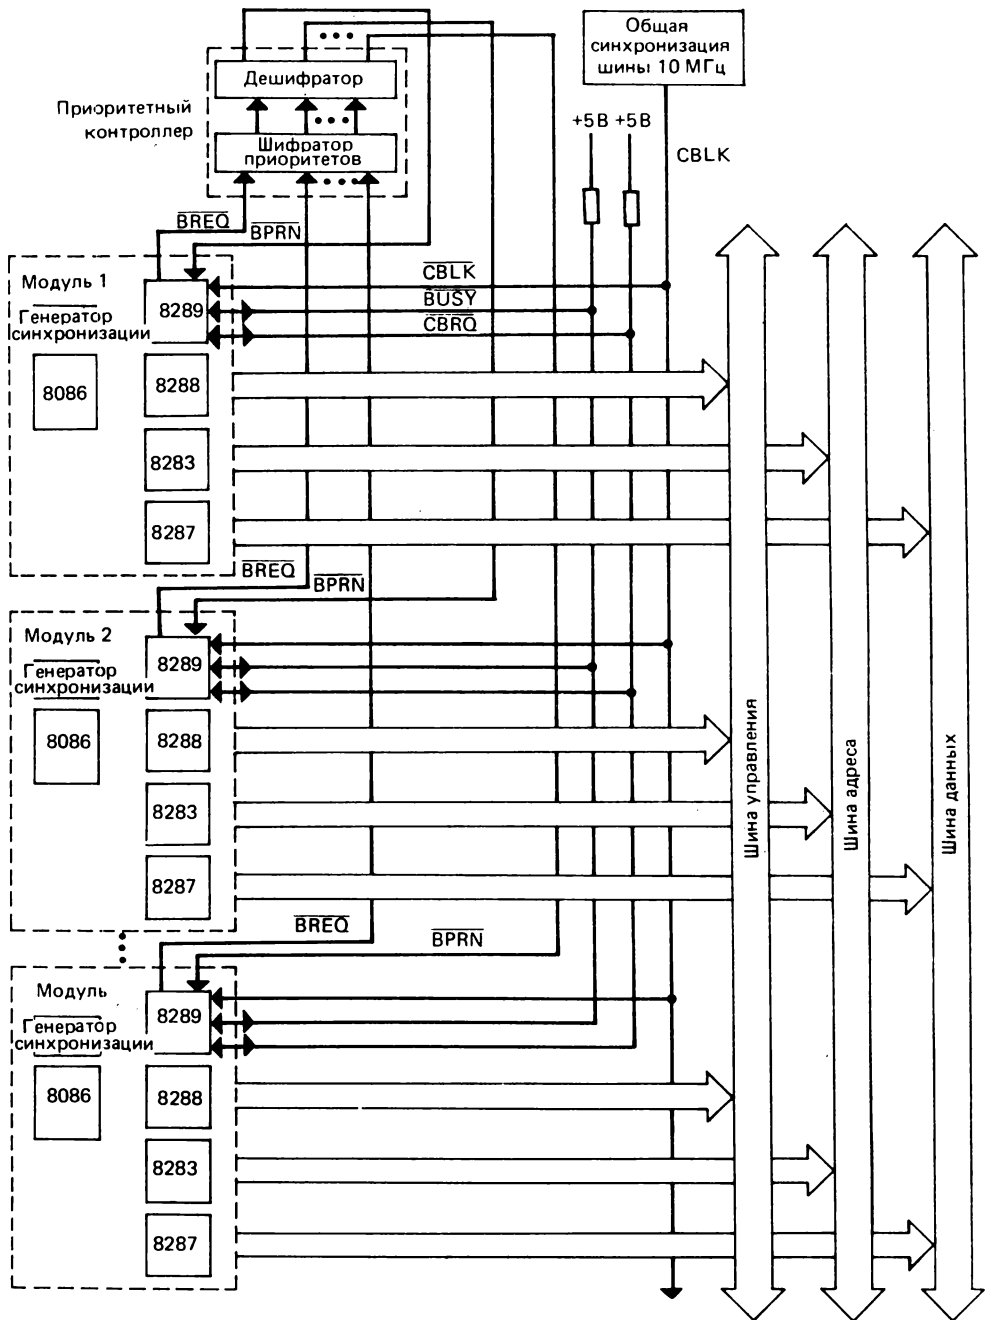 Общая
синхронизация
шины 10 МГц
Дешифратор
Приоритетный
контроллер
Шифратор
приоритетов
+5В +5В
CBLK
BREQ
BPRN
Модуль 1
Генератор
синхронизации
8289
CBLK
BUSY
CBRQ
8086
8288
8283
8287
BREQ
BPRN
Модуль 2
Генератор
синхронизации
8289
8086
8288
8283
8287
Шина управления
Шина адреса
Шина данных
BREQ
BPRN
Модуль
Генератор
синхронизации
8289
8086
8288
8283
8287